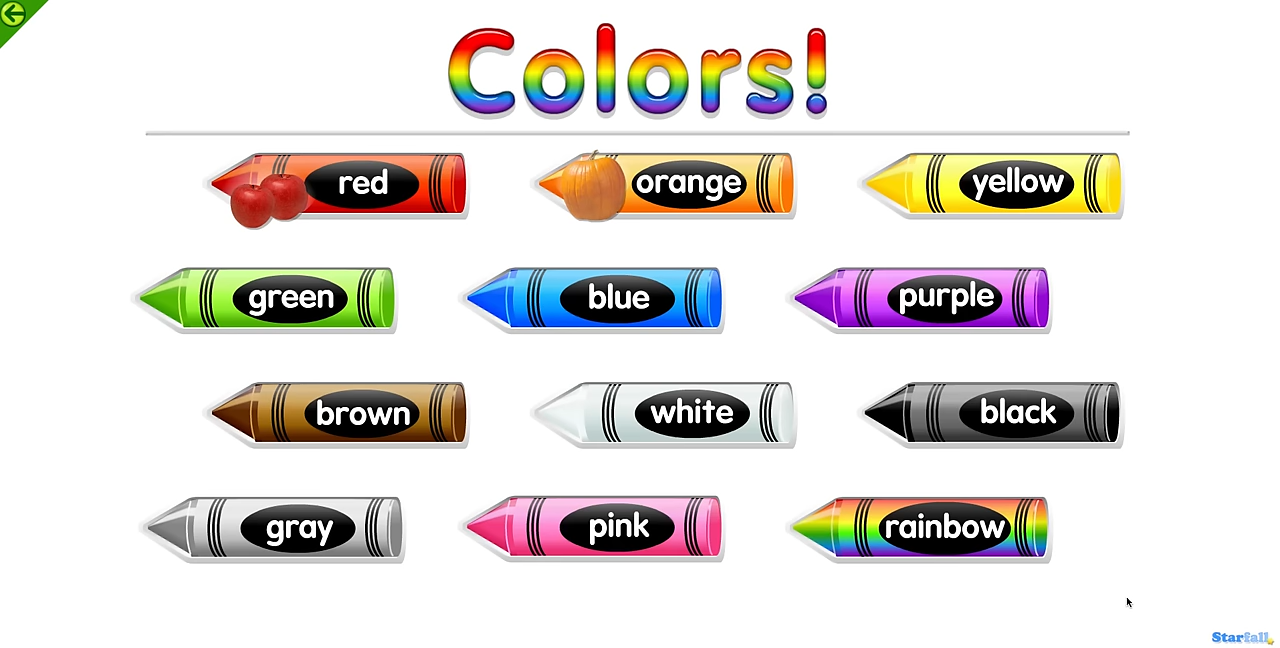 Colors!
red
orange
yellow
green
blue
purple
brown
white
black
gray
pink
rainbow
Starfall